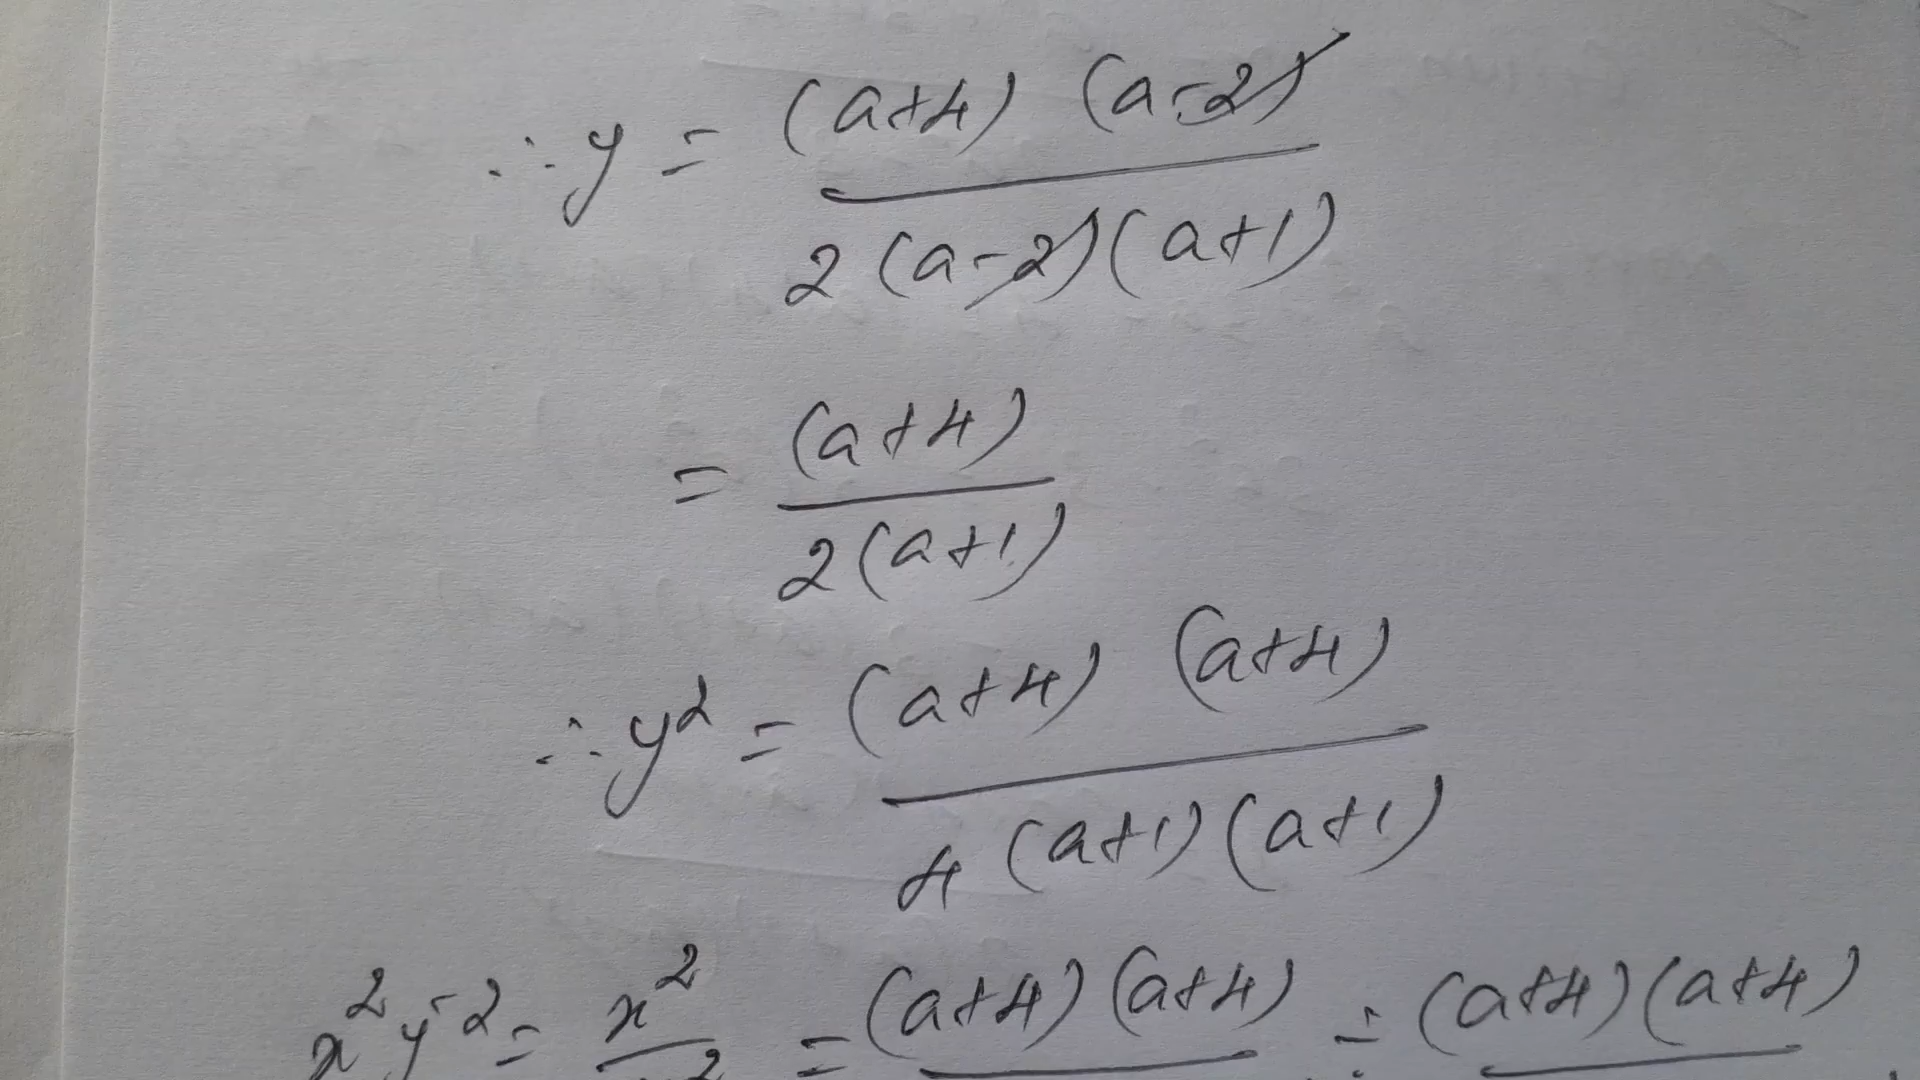 ∴ y = (a+4) (a-2)
2 (a-2) (a+1)
= (a+4)
2 (a+1)
∴ y² = (a+4) (a+4)
4 (a+1) (a+1)
x² y⁻² = x² = (a+4) (a+4) ÷ (a+4) (a+4)